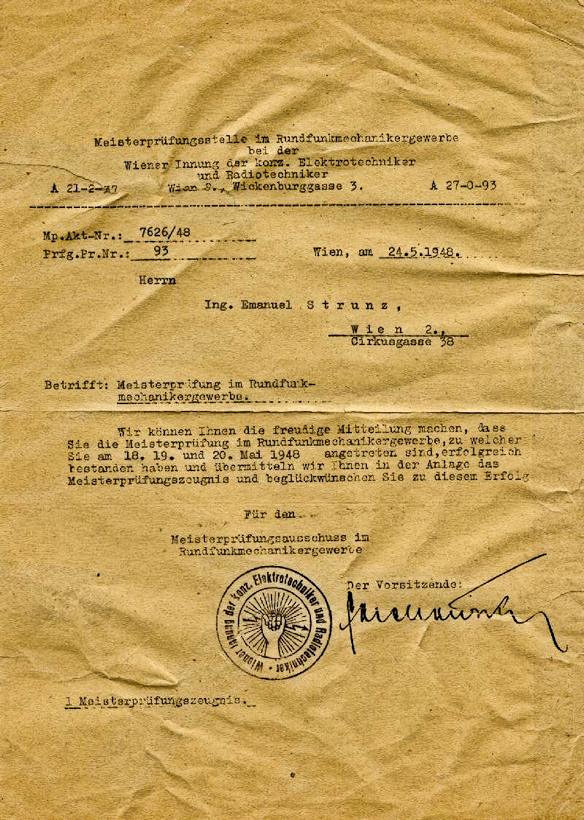 Meisterprüfungsstelle im Rundfunkmechanikergewerbe
bei der
Wiener Innung der konz. Elektrotechniker
und Radiotechniker
A 21-2-77 Wien 8., Wickenburggasse 3. A 27-0-93
Mp.Akt-Nr.: 7626/48
Prfg.Pr.Nr.: 93 Wien, am 24.5.1948.
Herrn
Ing. Emanuel S t r u n z ,
W i e n 2.,
Cirkusgasse 38
Betrifft: Meisterprüfung im Rundfunk-
mechanikergewerbe.
Wir können Ihnen die freudige Mitteilung machen, dass
Sie die Meisterprüfung im Rundfunkmechanikergewerbe,zu welcher
Sie am 18. 19. und 20. Mai 1948 angetreten sind,erfolgreich
bestanden haben und übermitteln wir Ihnen in der Anlage das
Meisterprüfungszeugnis und beglückwünschen Sie zu diesem Erfolg
Für den
Meisterprüfungsausschuss im
Rundfunkmechanikergewerbe
Der Vorsitzende:
Wiener Innung der konz. Elektrotechniker und Radiotechniker
1 Meisterprüfungszeugnis.